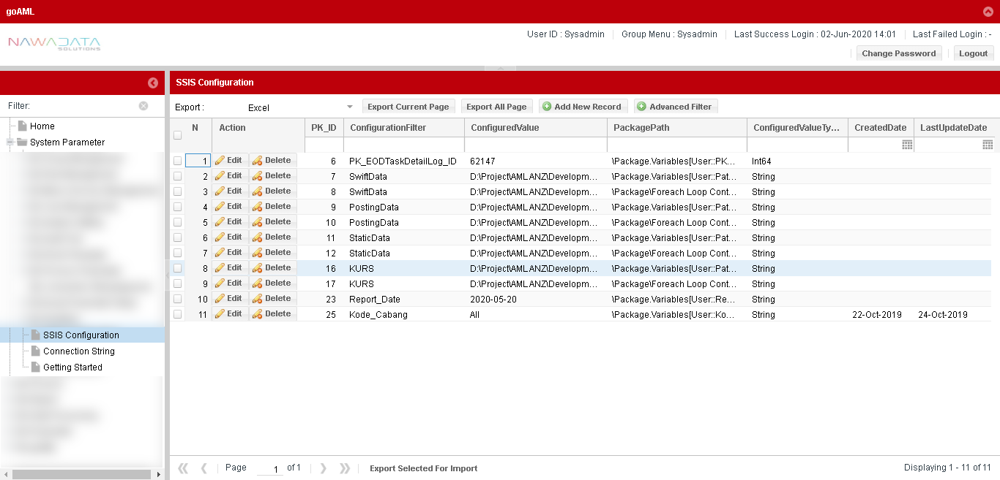 goAML
NAWADATA
SOLUTIONS
User ID : Sysadmin Group Menu : Sysadmin Last Success Login : 02-Jun-2020 14:01 Last Failed Login : -
Change Password Logout
SSIS Configuration
Filter:
Export : Excel Export Current Page Export All Page Add New Record Advanced Filter
Home
System Parameter
SSIS Configuration
Connection String
Getting Started
N Action PK_ID ConfigurationFilter ConfiguredValue PackagePath ConfiguredValueTy... CreatedDate LastUpdateDate
1 Edit Delete 6 PK_EODTaskDetailLog_ID 62147 \Package.Variables[User::PK... Int64
2 Edit Delete 7 SwiftData D:\Project\AMLANZ\Developm... \Package.Variables[User::Pat... String
3 Edit Delete 8 SwiftData D:\Project\AMLANZ\Developm... \Package\Foreach Loop Cont... String
4 Edit Delete 9 PostingData D:\Project\AMLANZ\Developm... \Package.Variables[User::Pat... String
5 Edit Delete 10 PostingData D:\Project\AMLANZ\Developm... \Package\Foreach Loop Cont... String
6 Edit Delete 11 StaticData D:\Project\AMLANZ\Developm... \Package.Variables[User::Pat... String
7 Edit Delete 12 StaticData D:\Project\AMLANZ\Developm... \Package\Foreach Loop Cont... String
8 Edit Delete 16 KURS D:\Project\AMLANZ\Developm... \Package.Variables[User::Pat... String
9 Edit Delete 17 KURS D:\Project\AMLANZ\Developm... \Package\Foreach Loop Cont... String
10 Edit Delete 23 Report_Date 2020-05-20 \Package.Variables[User::Re... String
11 Edit Delete 25 Kode_Cabang All \Package.Variables[User::Ko... String 22-Oct-2019 24-Oct-2019
Page 1 of 1 Export Selected For Import Displaying 1 - 11 of 11